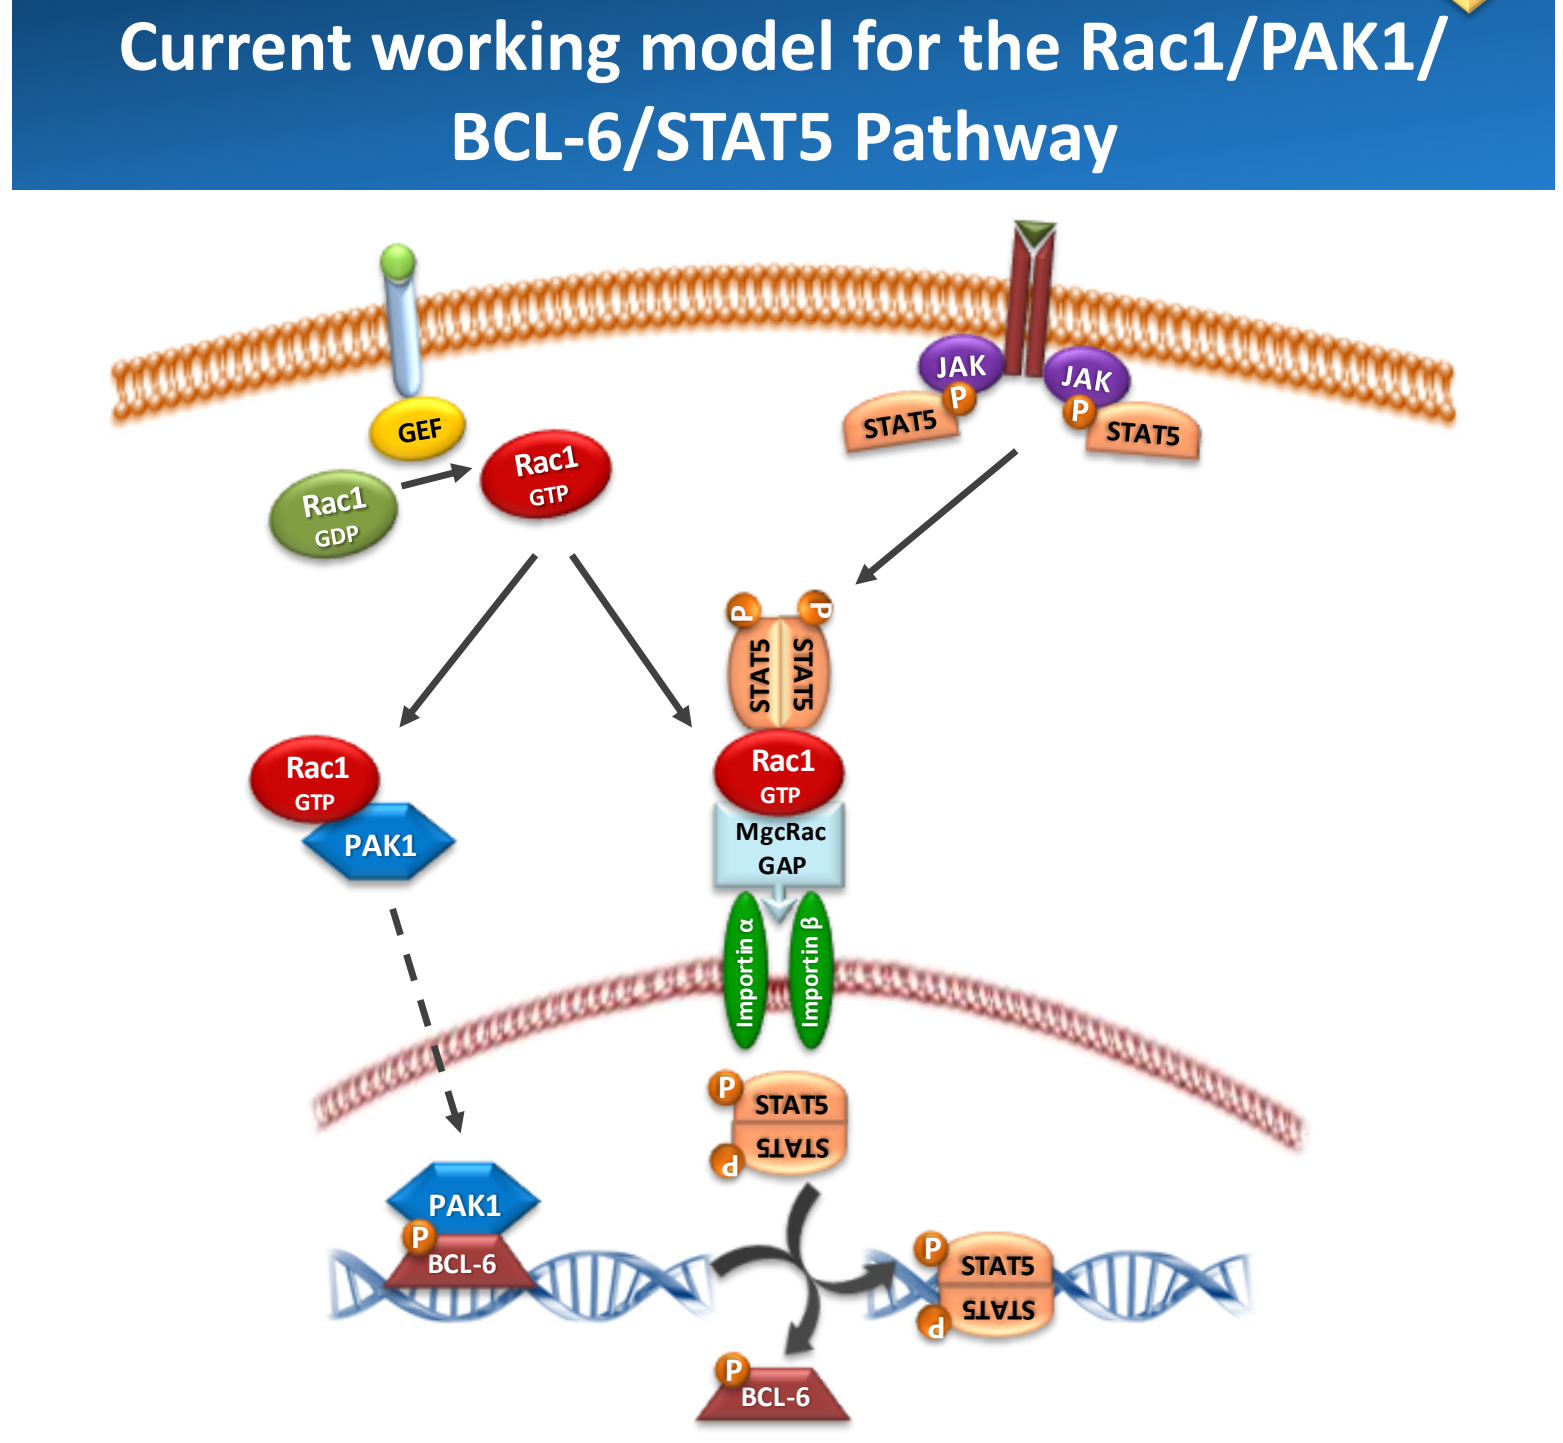 Current working model for the Rac1/PAK1/
BCL-6/STAT5 Pathway
JAK
JAK
P
P
STAT5
STAT5
GEF
Rac1
GTP
Rac1
GDP
P
P
STAT5
STAT5
Rac1
GTP
MgcRac
GAP
Rac1
GTP
PAK1
Importin α
Importin β
P
STAT5
STAT5
P
PAK1
P
BCL-6
P
STAT5
STAT5
P
P
BCL-6